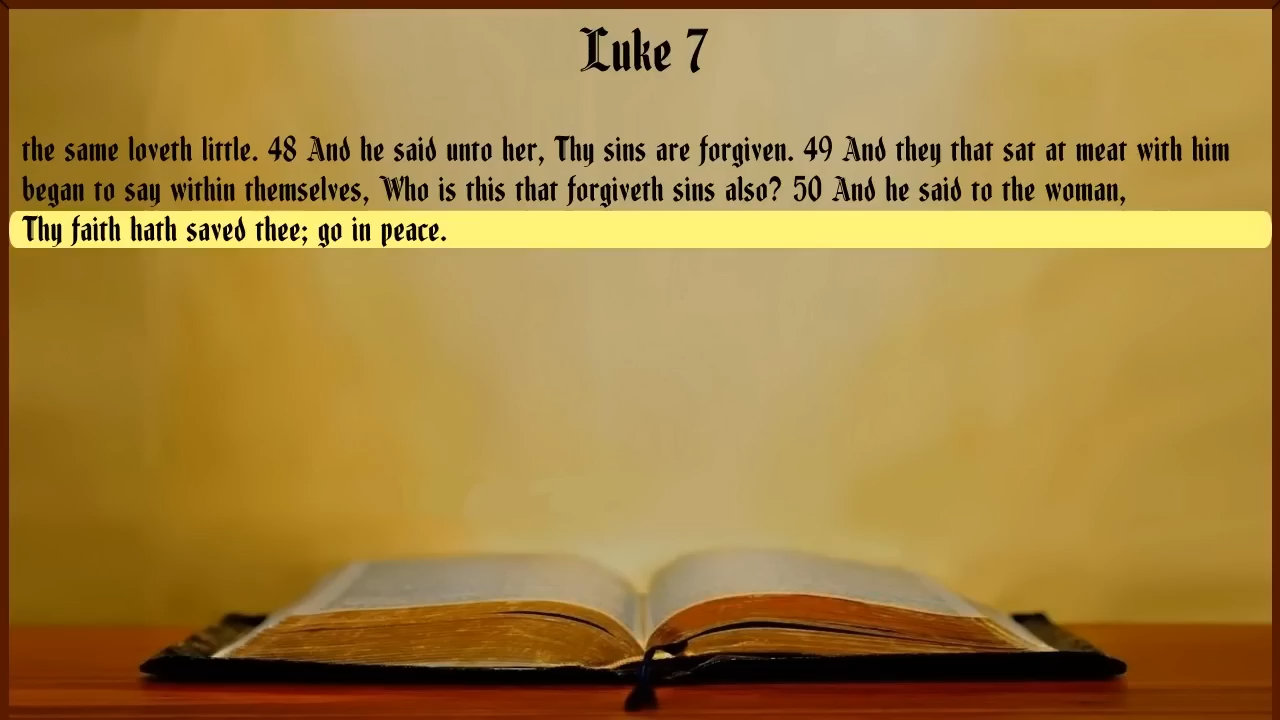 Luke 7
the same loveth little. 48 And he said unto her, Thy sins are forgiven. 49 And they that sat at meat with him
began to say within themselves, Who is this that forgiveth sins also? 50 And he said to the woman,
Thy faith hath saved thee; go in peace.